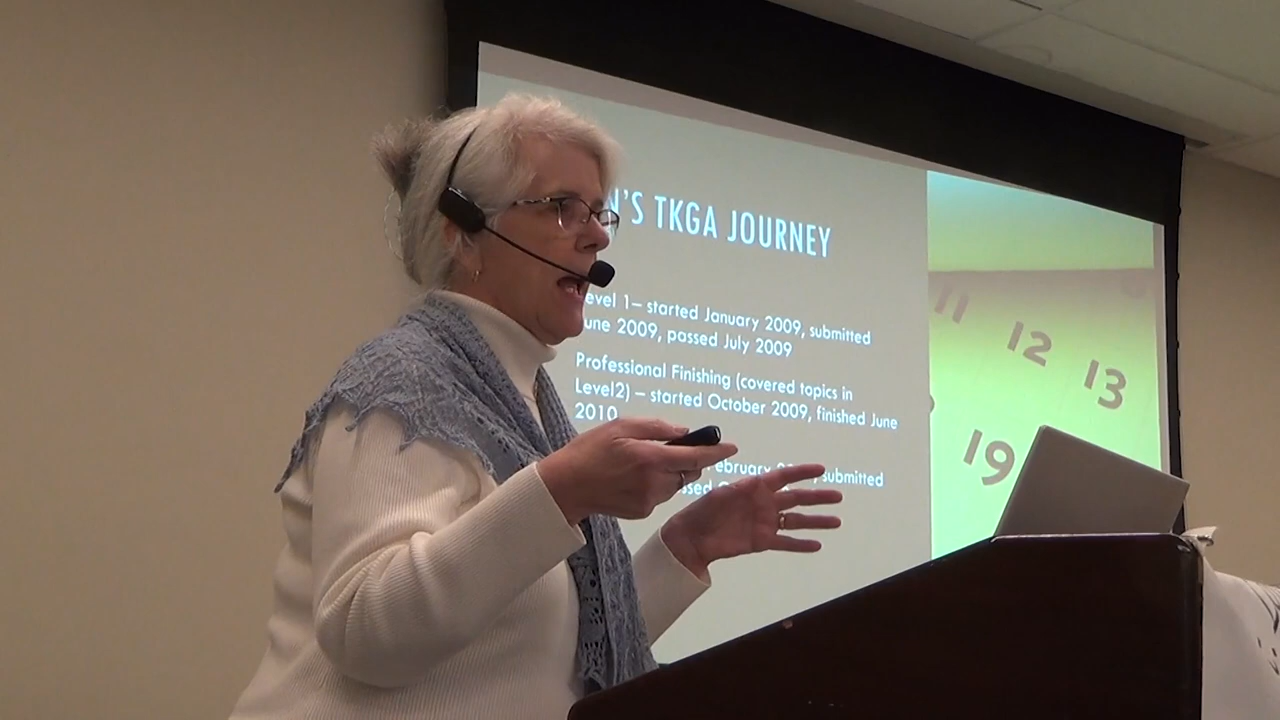 N'S TKGA JOURNEY
evel 1– started January 2009, submitted
une 2009, passed July 2009
Professional Finishing (covered topics in
Level2) – started October 2009, finished June
2010
ebruary submitted
ssed
11
12
13
19